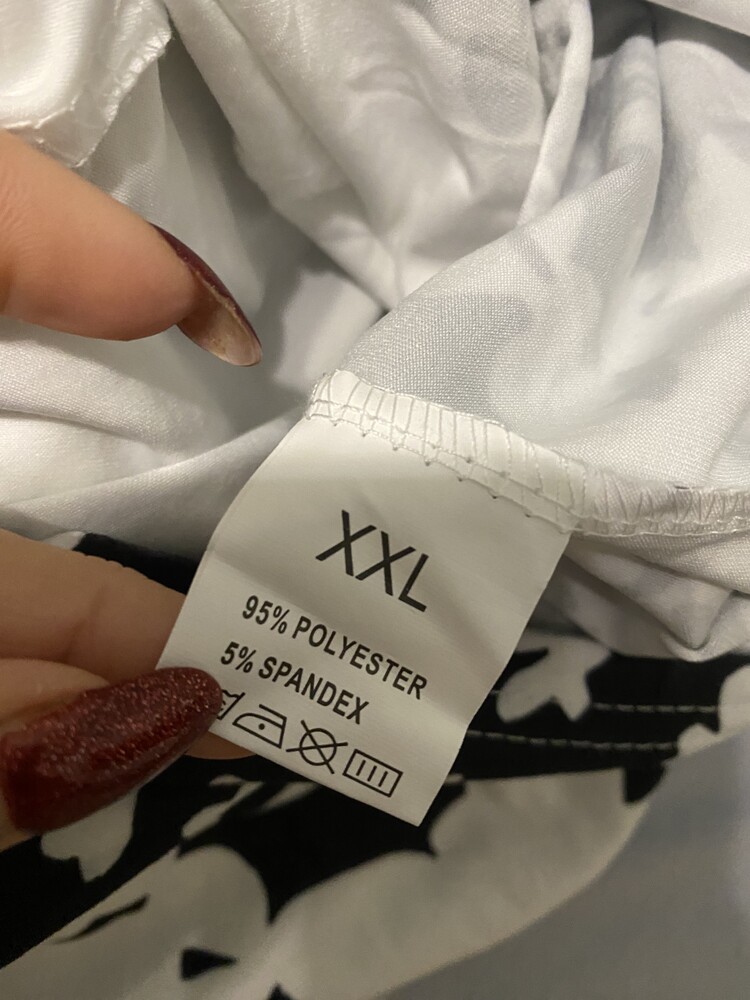 XXL
95% POLYESTER
5% SPANDEX